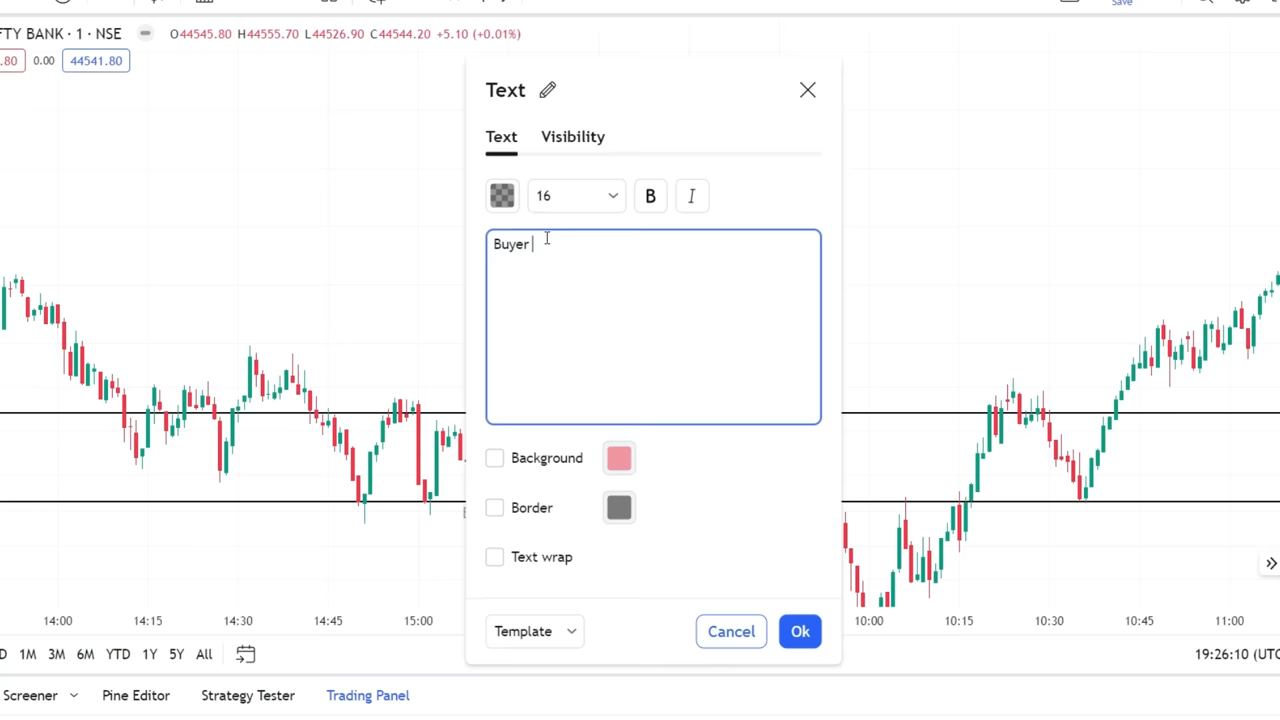 Save
FTY BANK · 1 · NSE O44545.80 H44555.70 L44526.90 C44544.20 +5.10 (+0.01%)
.80 0.00 44541.80
Text
Text Visibility
16 B I
Buyer
Background
Border
Text wrap
Template Cancel Ok
14:00 14:15 14:30 14:45 15:00 10:00 10:15 10:30 10:45 11:00
D 1M 3M 6M YTD 1Y 5Y All 19:26:10 (UTC
Screener Pine Editor Strategy Tester Trading Panel